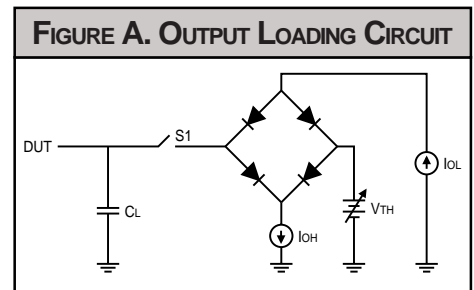 FIGURE A. OUTPUT LOADING CIRCUIT
S1
DUT
IOL
CL
VTH
IOH